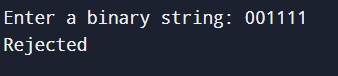 Enter a binary string: 001111
Rejected